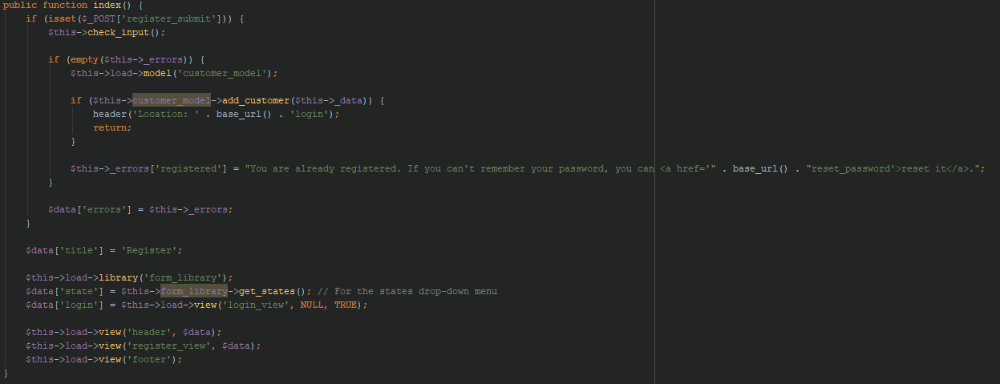 public function index() {
if (isset($_POST['register_submit'])) {
$this->check_input();
if (empty($this->_errors)) {
$this->load->model('customer_model');
if ($this->customer_model->add_customer($this->_data)) {
header('Location: ' . base_url() . 'login');
return;
}
$this->_errors['registered'] = "You are already registered. If you can't remember your password, you can <a href='" . base_url() . "reset_password'>reset it</a>.";
}
$data['errors'] = $this->_errors;
}
$data['title'] = 'Register';
$this->load->library('form_library');
$data['state'] = $this->form_library->get_states(); // For the states drop-down menu
$data['login'] = $this->load->view('login_view', NULL, TRUE);
$this->load->view('header', $data);
$this->load->view('register_view', $data);
$this->load->view('footer');
}